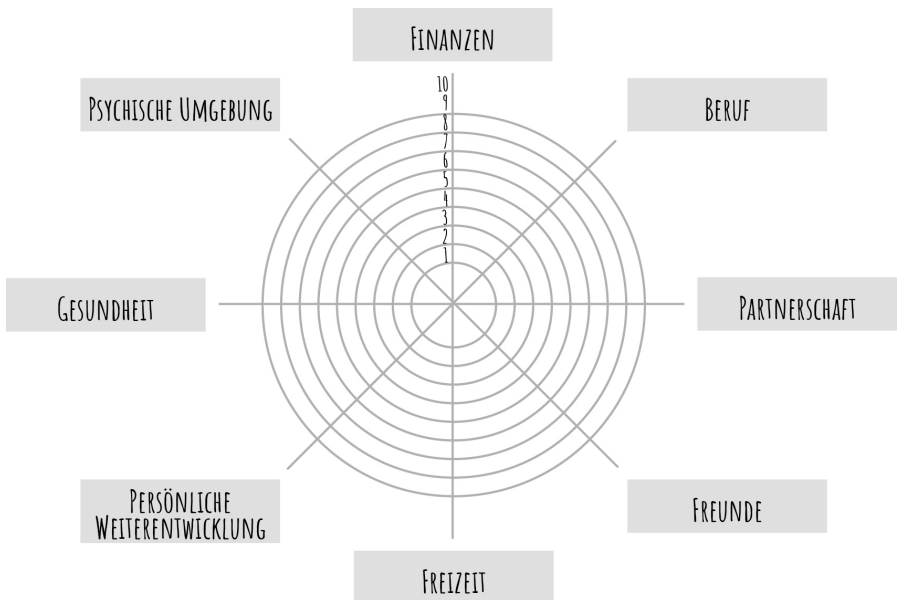 Finanzen
Psychische Umgebung
Beruf
10
9
8
7
6
5
4
3
2
1
Gesundheit
Partnerschaft
Persönliche
Weiterentwicklung
Freunde
Freizeit